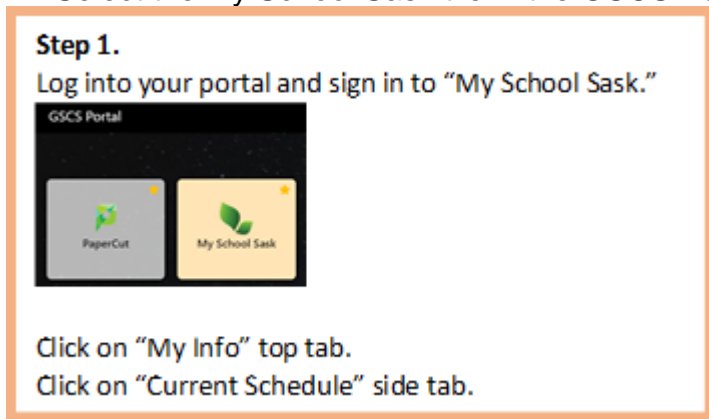 Step 1.
Log into your portal and sign in to “My School Sask.”
GSCS Portal
PaperCut
My School Sask
Click on “My Info” top tab.
Click on “Current Schedule” side tab.